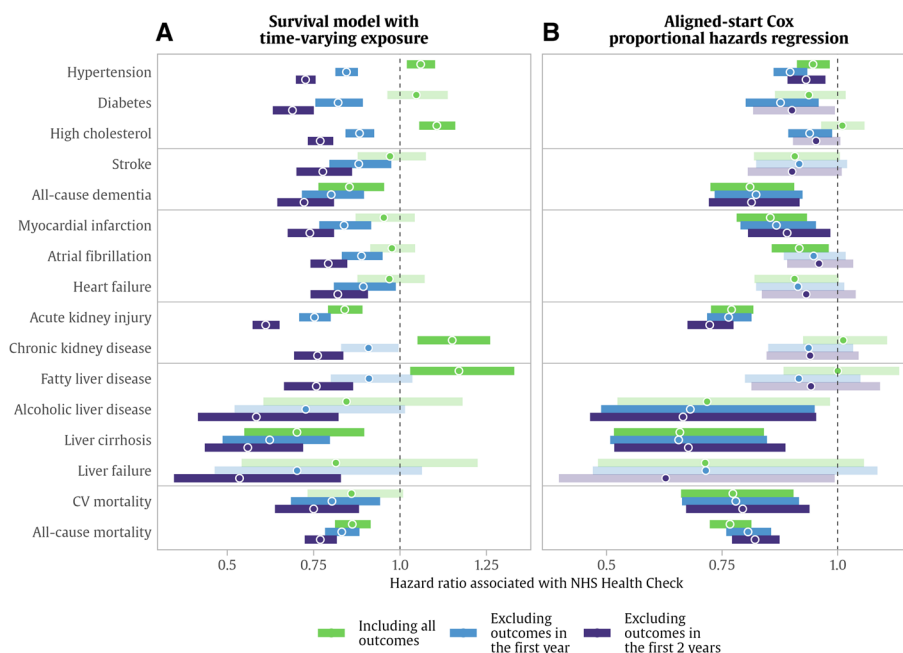 A
Survival model with
time-varying exposure
B
Aligned-start Cox
proportional hazards regression
Hypertension
Diabetes
High cholesterol
Stroke
All-cause dementia
Myocardial infarction
Atrial fibrillation
Heart failure
Acute kidney injury
Chronic kidney disease
Fatty liver disease
Alcoholic liver disease
Liver cirrhosis
Liver failure
CV mortality
All-cause mortality
0.5 0.75 1.0 1.25
0.5 0.75 1.0
Hazard ratio associated with NHS Health Check
Including all
outcomes
Excluding
outcomes in
the first year
Excluding
outcomes in
the first 2 years